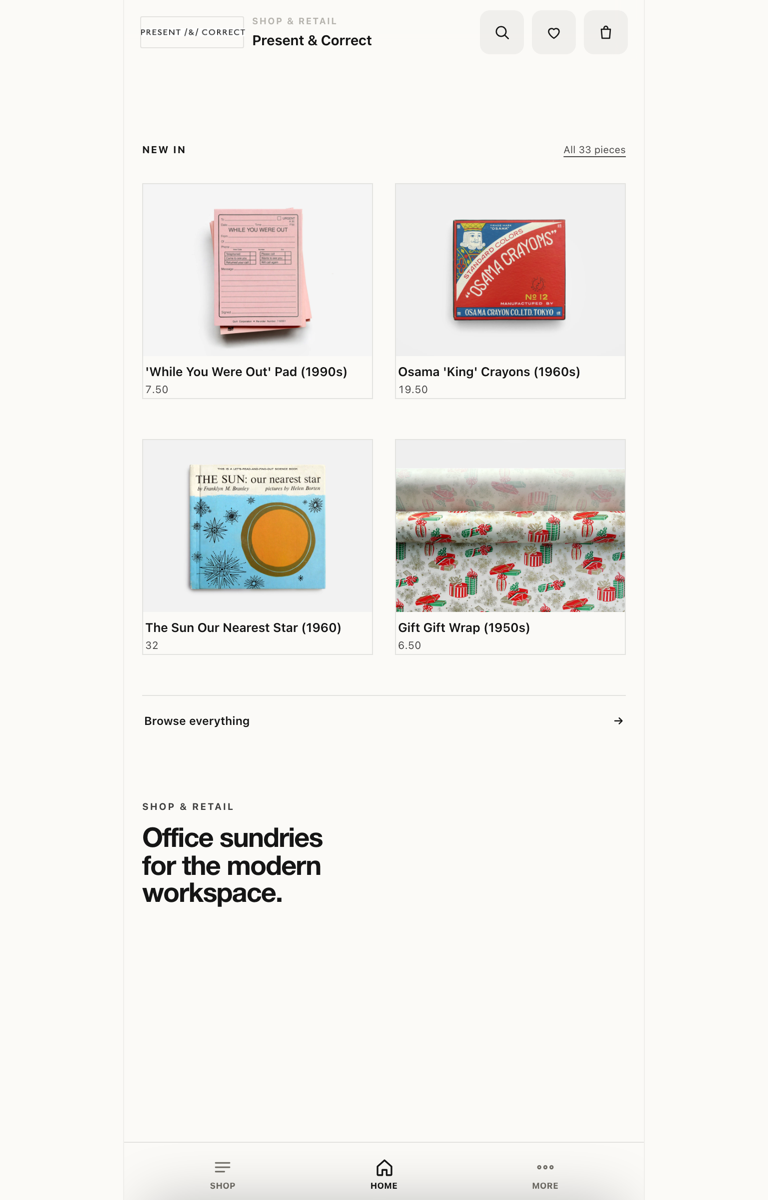 PRESENT /&/ CORRECT
SHOP & RETAIL
Present & Correct
NEW IN
All 33 pieces
WHILE YOU WERE OUT
"OSAMA"
STANDARD COLORS
"OSAMA CRAYOMS"
No 12
MANUFACTURED BY
OSAMA CRAYON CO.,LTD.TOKYO
'While You Were Out' Pad (1990s)
7.50
Osama 'King' Crayons (1960s)
19.50
THE SUN: our nearest star
by Franklyn M. Branley pictures by Helen Borten
The Sun Our Nearest Star (1960)
32
Gift Gift Wrap (1950s)
6.50
Browse everything
SHOP & RETAIL
Office sundries
for the modern
workspace.
SHOP
HOME
MORE